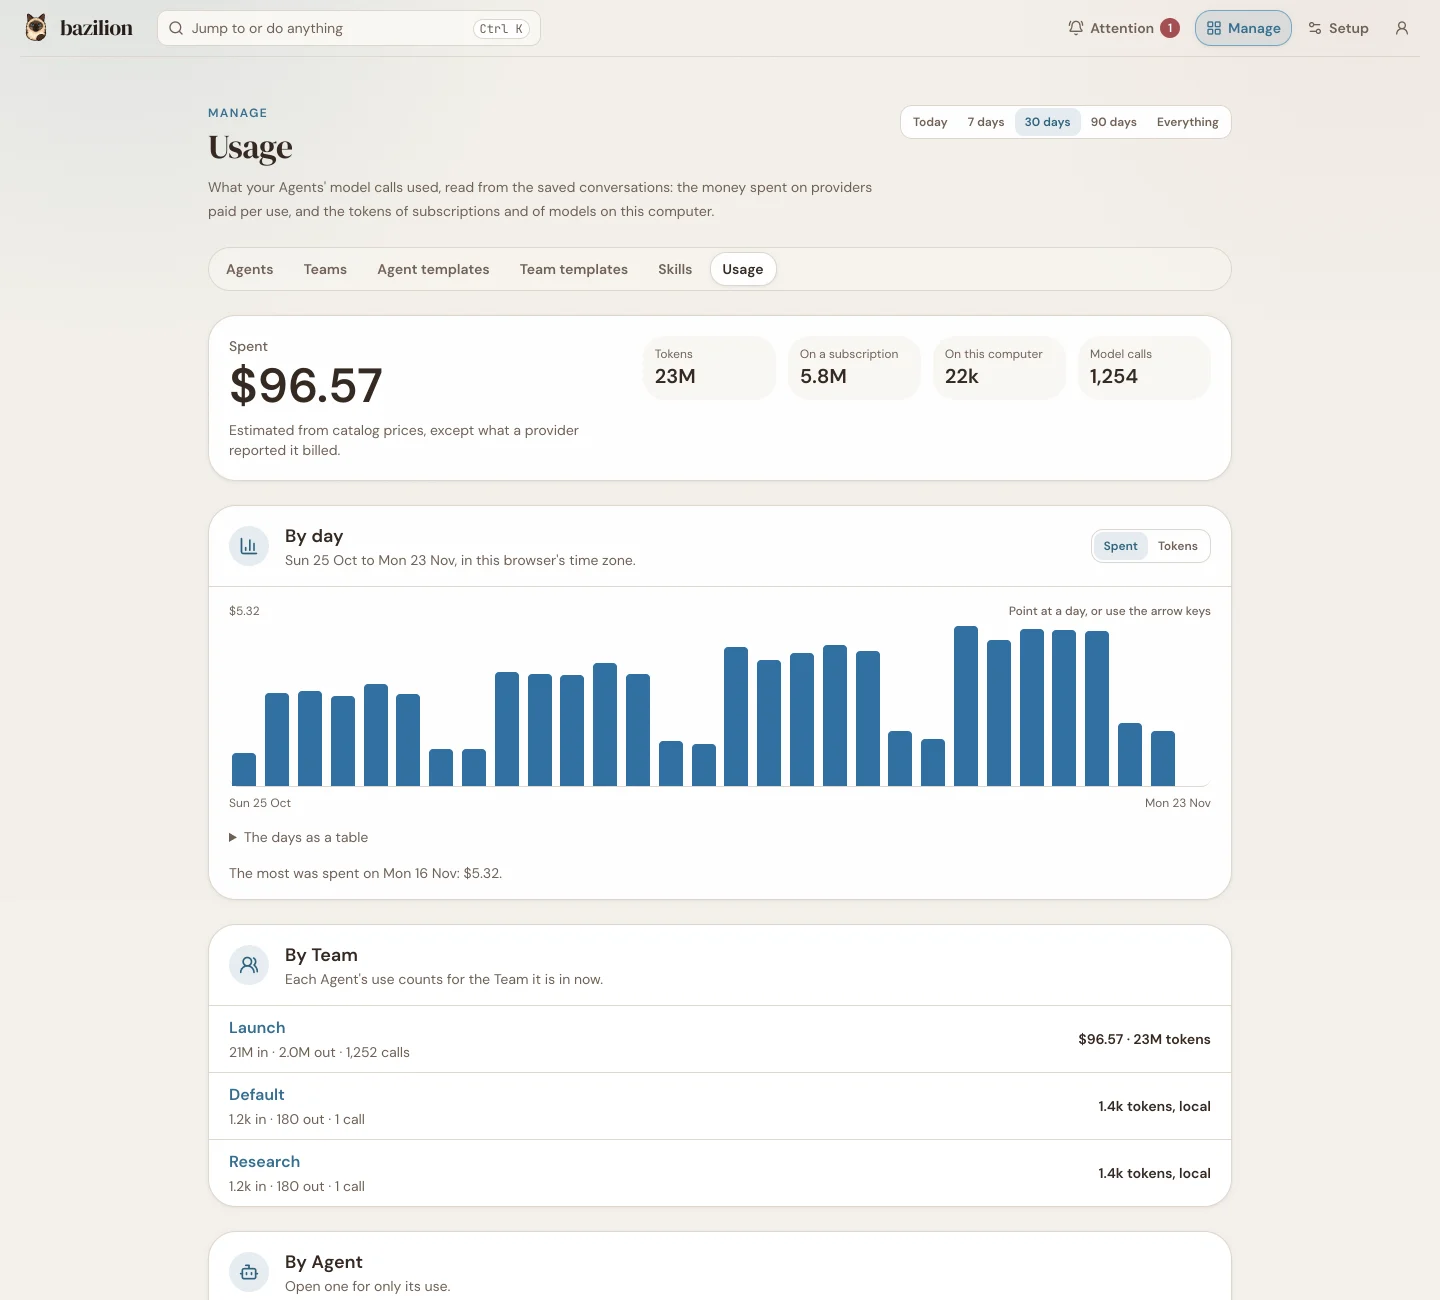 bazilion
Jump to or do anything
Ctrl K
Attention 1
Manage
Setup
MANAGE
Usage
Today
7 days
30 days
90 days
Everything
What your Agents' model calls used, read from the saved conversations: the money spent on providers
paid per use, and the tokens of subscriptions and of models on this computer.
Agents
Teams
Agent templates
Team templates
Skills
Usage
Spent
$96.57
Estimated from catalog prices, except what a provider
reported it billed.
Tokens
23M
On a subscription
5.8M
On this computer
22k
Model calls
1,254
By day
Sun 25 Oct to Mon 23 Nov, in this browser's time zone.
Spent
Tokens
$5.32
Point at a day, or use the arrow keys
Sun 25 Oct
Mon 23 Nov
The days as a table
The most was spent on Mon 16 Nov: $5.32.
By Team
Each Agent's use counts for the Team it is in now.
Launch
21M in · 2.0M out · 1,252 calls
$96.57 · 23M tokens
Default
1.2k in · 180 out · 1 call
1.4k tokens, local
Research
1.2k in · 180 out · 1 call
1.4k tokens, local
By Agent
Open one for only its use.